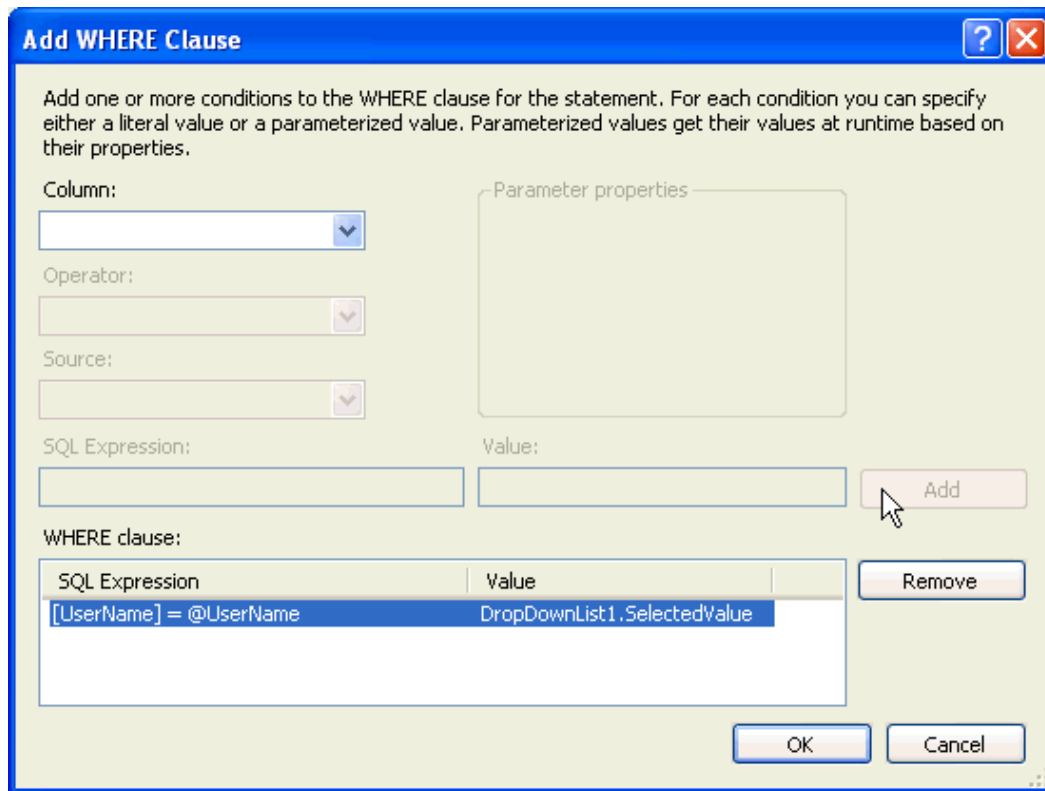 Add WHERE Clause
?
Add one or more conditions to the WHERE clause for the statement. For each condition you can specify
either a literal value or a parameterized value. Parameterized values get their values at runtime based on
their properties.
Column:
Parameter properties
Operator:
Source:
SQL Expression:
Value:
Add
WHERE clause:
SQL Expression Value
Remove
[UserName] = @UserName DropDownList1.SelectedValue
OK
Cancel